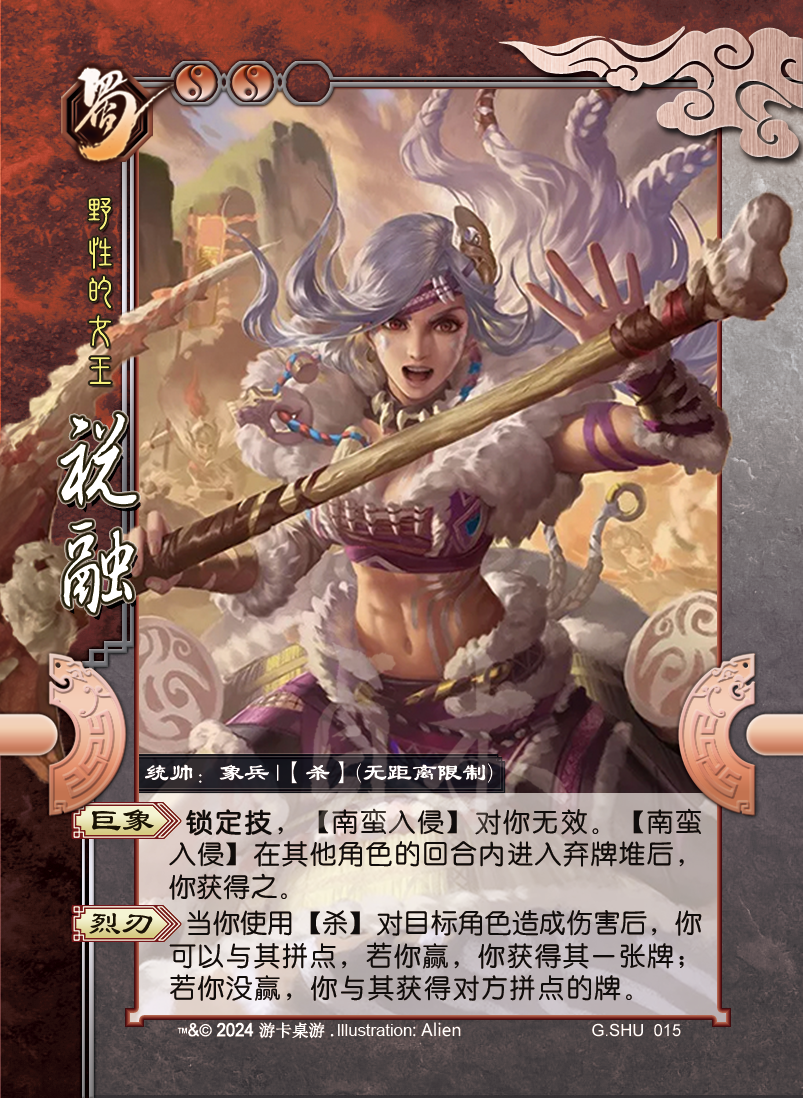 蜀
野性的女王
祝融
统帅：象兵|【杀】(无距离限制)
巨象 锁定技，【南蛮入侵】对你无效。【南蛮
入侵】在其他角色的回合内进入弃牌堆后，
你获得之。
烈刃 当你使用【杀】对目标角色造成伤害后，你
可以与其拼点，若你赢，你获得其一张牌；
若你没赢，你与其获得对方拼点的牌。
™&© 2024 游卡桌游 .Illustration: Alien
G.SHU 015